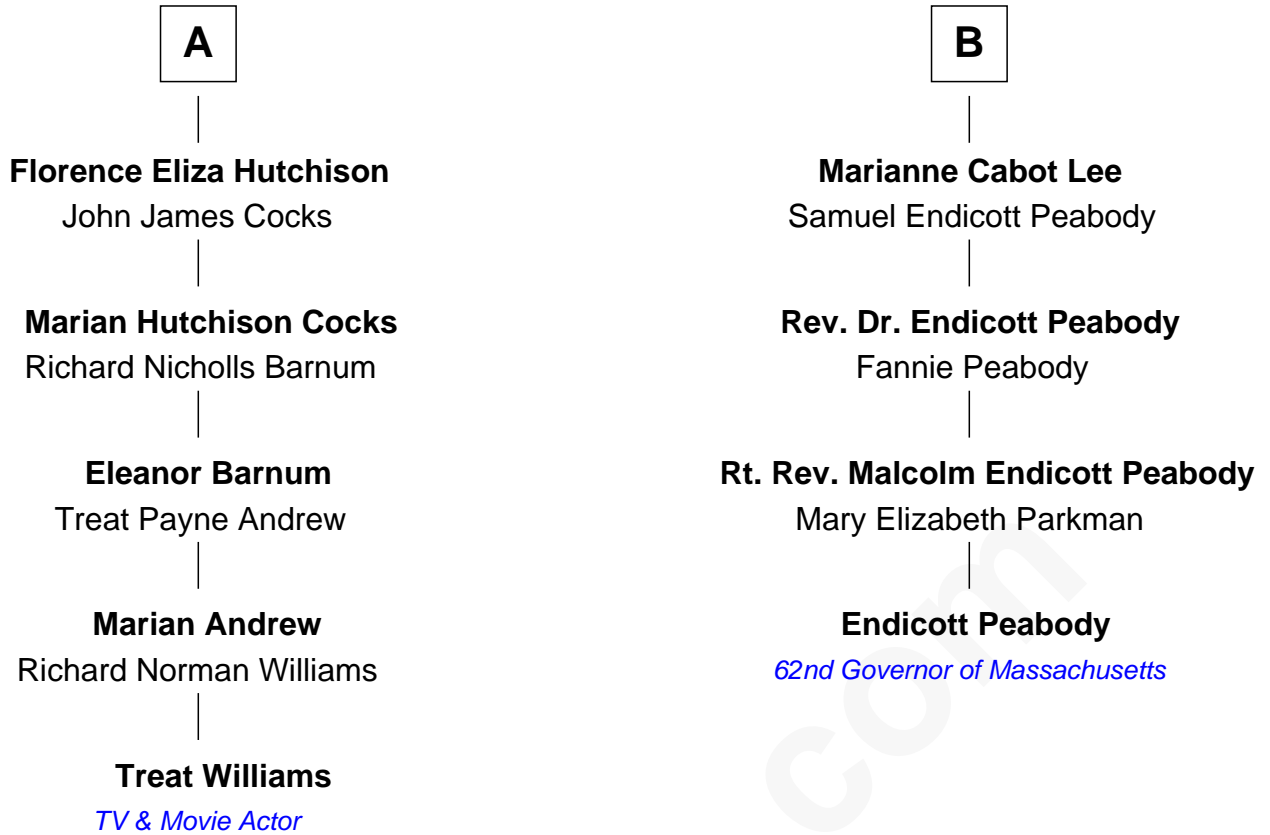 A
Florence Eliza Hutchison
John James Cocks
Marian Hutchison Cocks
Richard Nicholls Barnum
Eleanor Barnum
Treat Payne Andrew
Marian Andrew
Richard Norman Williams
Treat Williams
TV & Movie Actor
B
Marianne Cabot Lee
Samuel Endicott Peabody
Rev. Dr. Endicott Peabody
Fannie Peabody
Rt. Rev. Malcolm Endicott Peabody
Mary Elizabeth Parkman
Endicott Peabody
62nd Governor of Massachusetts
com